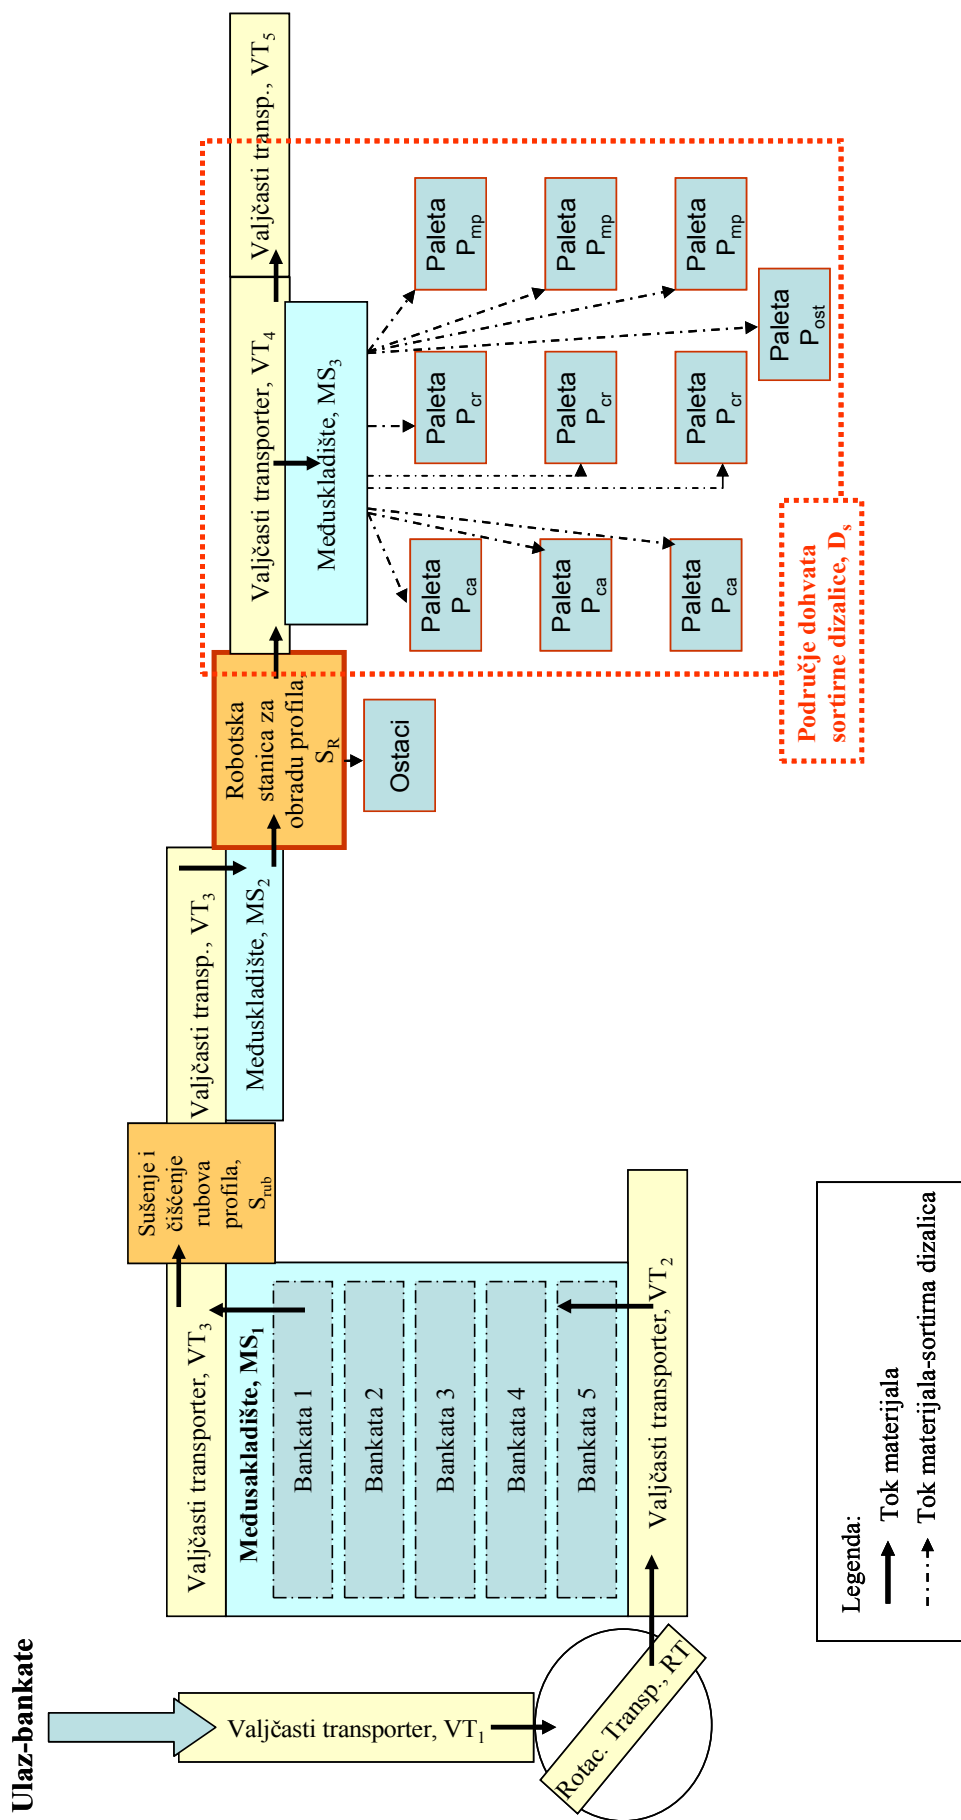 Ulaz-bankate
Valjčasti transporter, VT1
Rotac. Transp., RT
Valjčasti transporter, VT2
Valjčasti transporter, VT3
Međusakladište, MS1
Bankata 1
Bankata 2
Bankata 3
Bankata 4
Bankata 5
Sušenje i
čišćenje
rubova
profila,
Srub
Valjčasti transp., VT3
Međuskladište, MS2
Robotska
stanica za
obradu profila,
SR
Ostaci
Valjčasti transporter, VT4
Valjčasti transp., VT5
Međuskladište, MS3
Paleta
Pca
Paleta
Pca
Paleta
Pca
Paleta
Pcr
Paleta
Pcr
Paleta
Pcr
Paleta
Pmp
Paleta
Pmp
Paleta
Pmp
Paleta
Post
Područje dohvata
sortirne dizalice, Ds
Legenda:
Tok materijala
Tok materijala-sortirna dizalica